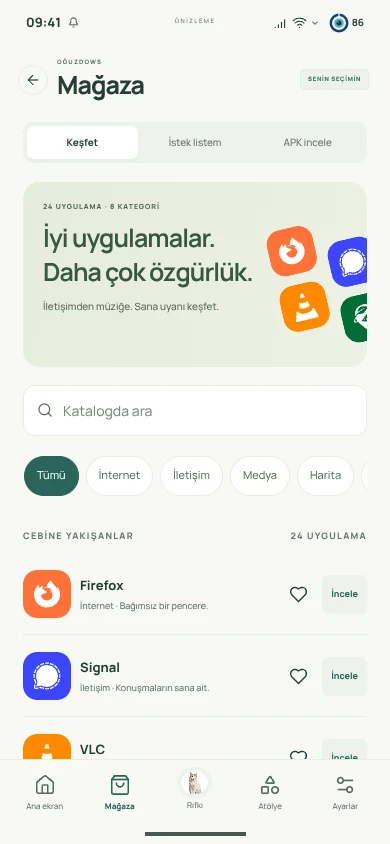 09:41
ÖNİZLEME
86
OĞUZDOWS
Mağaza
SENİN SEÇİMİN
Keşfet
İstek listem
APK incele
24 UYGULAMA · 8 KATEGORİ
İyi uygulamalar.
Daha çok özgürlük.
İletişimden müziğe. Sana uyanı keşfet.
Katalogda ara
Tümü
İnternet
İletişim
Medya
Harita
CEBİNE YAKIŞANLAR
24 UYGULAMA
Firefox
İnternet · Bağımsız bir pencere.
İncele
Signal
İletişim · Konuşmaların sana ait.
İncele
VLC
İncele
Ana ekran
Mağaza
Rıfkı
Atölye
Ayarlar